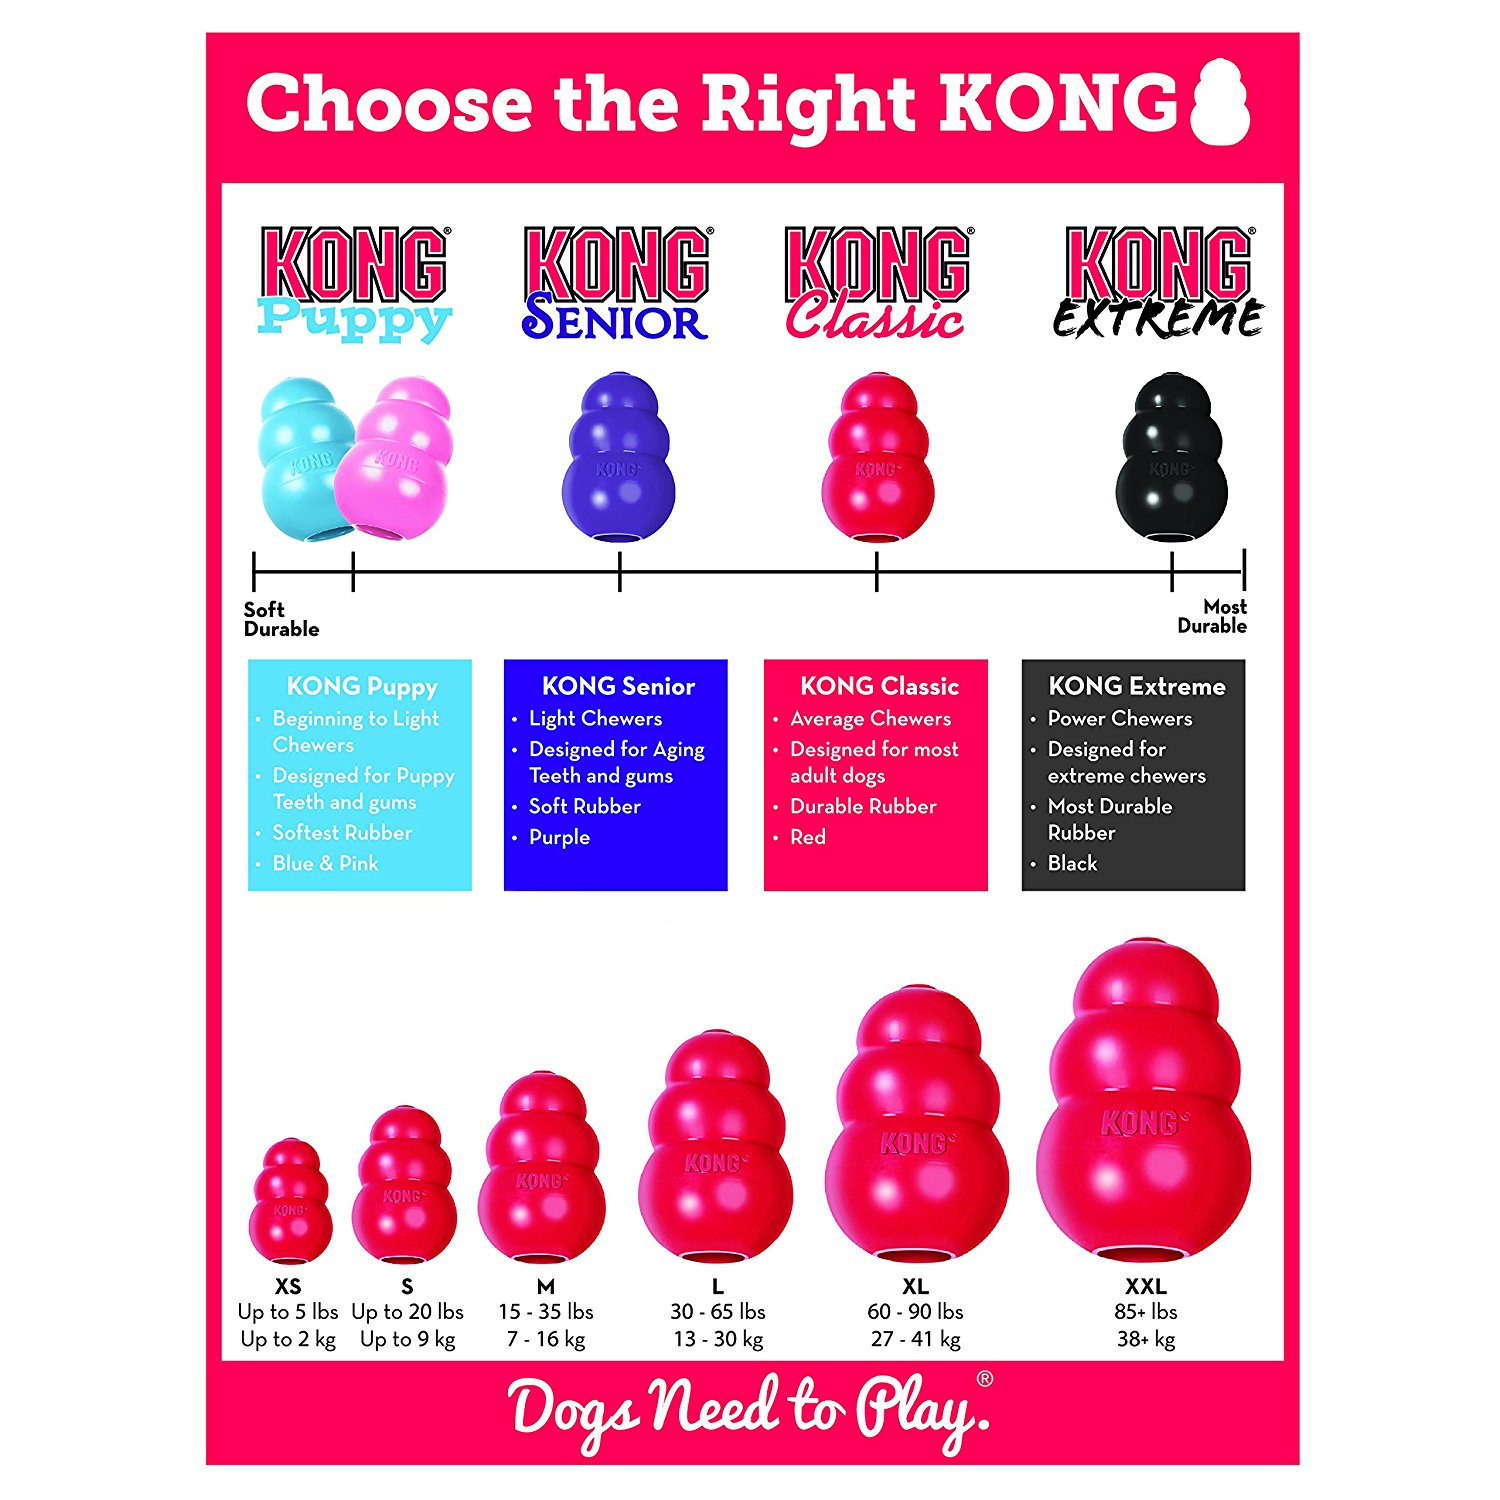 Choose the Right KONG
KONG®
Puppy
KONG®
SENIOR
KONG®
Classic
KONG®
EXTREME
KONG
KONG
KONG
KONG
KONG
Soft
Durable
Most
Durable
KONG Puppy
• Beginning to Light
Chewers
• Designed for Puppy
Teeth and gums
• Softest Rubber
• Blue & Pink
KONG Senior
• Light Chewers
• Designed for Aging
Teeth and gums
• Soft Rubber
• Purple
KONG Classic
• Average Chewers
• Designed for most
adult dogs
• Durable Rubber
• Red
KONG Extreme
• Power Chewers
• Designed for
extreme chewers
• Most Durable
Rubber
• Black
KONG
KONG
KONG
KONG
KONG
KONG
XS
Up to 5 lbs
Up to 2 kg
S
Up to 20 lbs
Up to 9 kg
M
15 - 35 lbs
7 - 16 kg
L
30 - 65 lbs
13 - 30 kg
XL
60 - 90 lbs
27 - 41 kg
XXL
85+ lbs
38+ kg
Dogs Need to Play.®